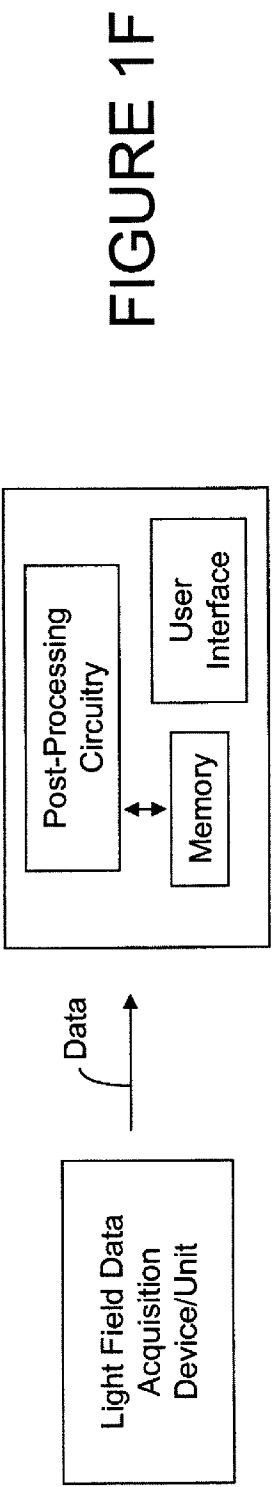 Light Field Data
Acquisition
Device/Unit
Data
Post-Processing
Circuitry
Memory
User
Interface
FIGURE 1F